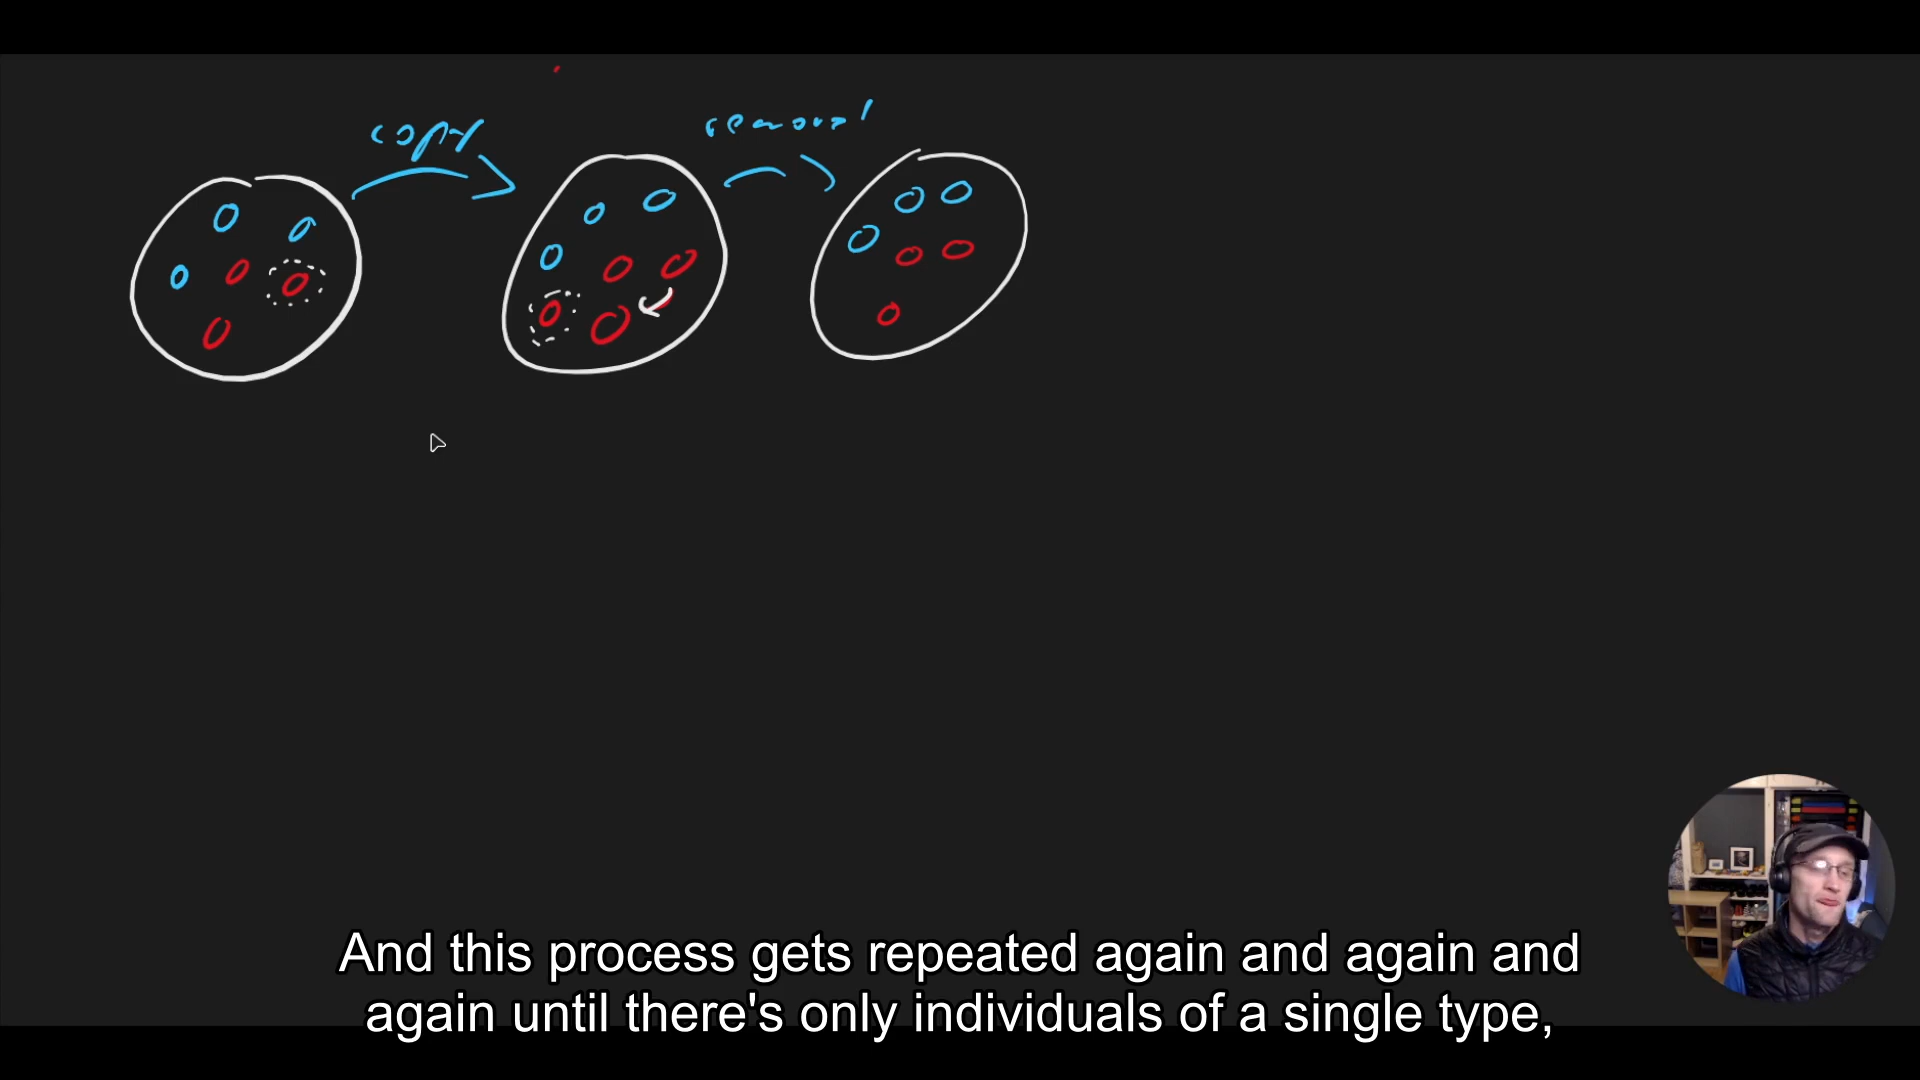 copy
removal
And this process gets repeated again and again and
again until there's only individuals of a single type,